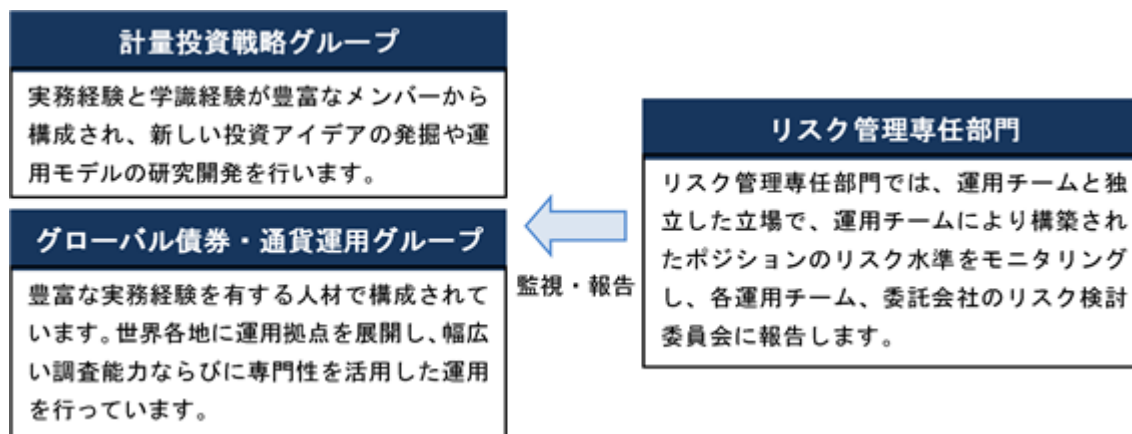 計量投資戦略グループ
実務経験と学識経験が豊富なメンバーから
構成され、新しい投資アイデアの発掘や運
用モデルの研究開発を行います。
グローバル債券・通貨運用グループ
豊富な実務経験を有する人材で構成されて
います。世界各地に運用拠点を展開し、幅広
い調査能力ならびに専門性を活用した運用
を行っています。
監視・報告
リスク管理専任部門
リスク管理専任部門では、運用チームと独
立した立場で、運用チームにより構築され
たポジションのリスク水準をモニタリング
し、各運用チーム、委託会社のリスク検討
委員会に報告します。